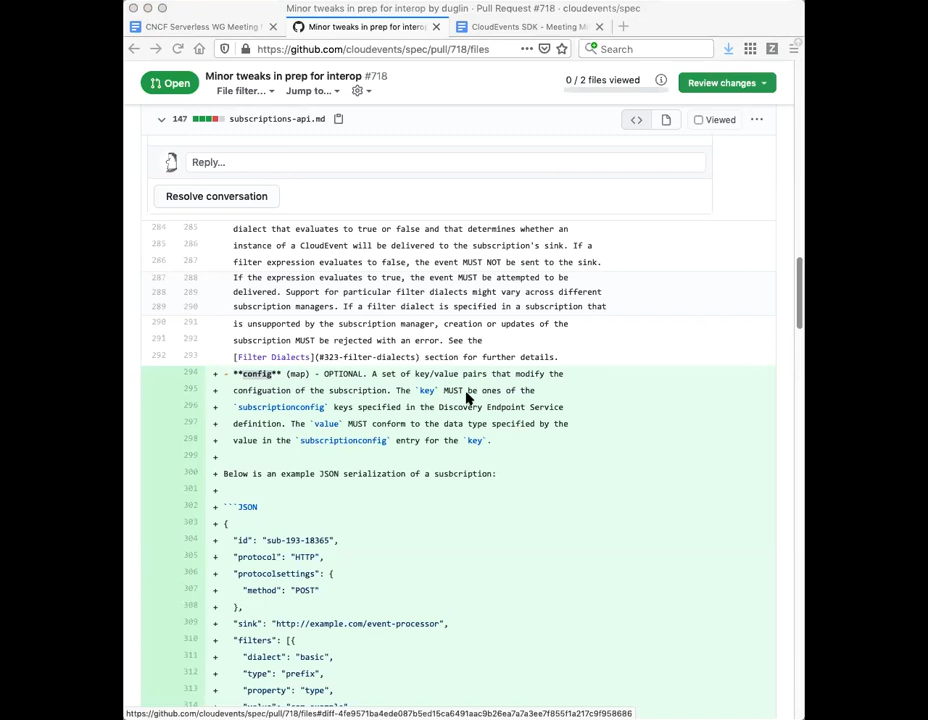 Minor tweaks in prep for interop by duglin · Pull Request #718 · cloudevents/spec
CNCF Serverless WG Meeting
Minor tweaks in prep for interop b
CloudEvents SDK - Meeting M
https://github.com/cloudevents/spec/pull/718/files
Search
Open
Minor tweaks in prep for interop #718
File filter...
Jump to...
0 / 2 files viewed
Review changes
147
subscriptions-api.md
Viewed
Reply...
Resolve conversation
284 285 dialect that evaluates to true or false and that determines whether an
285 286 instance of a CloudEvent will be delivered to the subscription's sink. If a
286 287 filter expression evaluates to false, the event MUST NOT be sent to the sink.
287 288 If the expression evaluates to true, the event MUST be attempted to be
288 289 delivered. Support for particular filter dialects might vary across different
289 290 subscription managers. If a filter dialect is specified in a subscription that
290 291 is unsupported by the subscription manager, creation or updates of the
291 292 subscription MUST be rejected with an error. See the
292 293 [Filter Dialects](#323-filter-dialects) section for further details.
294 + - **config** (map) - OPTIONAL. A set of key/value pairs that modify the
295 + configuation of the subscription. The `key` MUST be ones of the
296 + `subscriptionconfig` keys specified in the Discovery Endpoint Service
297 + definition. The `value` MUST conform to the data type specified by the
298 + value in the `subscriptionconfig` entry for the `key`.
299 +
300 + Below is an example JSON serialization of a susbcription:
301 +
302 + ```JSON
303 + {
304 + "id": "sub-193-18365",
305 + "protocol": "HTTP",
306 + "protocolsettings": {
307 + "method": "POST"
308 + },
309 + "sink": "http://example.com/event-processor",
310 + "filters": [{
311 + "dialect": "basic",
312 + "type": "prefix",
313 + "property": "type",
314
https://github.com/cloudevents/spec/pull/718/files#diff-4fe9571ba4ede087b5ed15ca6491aac9b26ea7a7a3ee7f855f1a217c9f958686